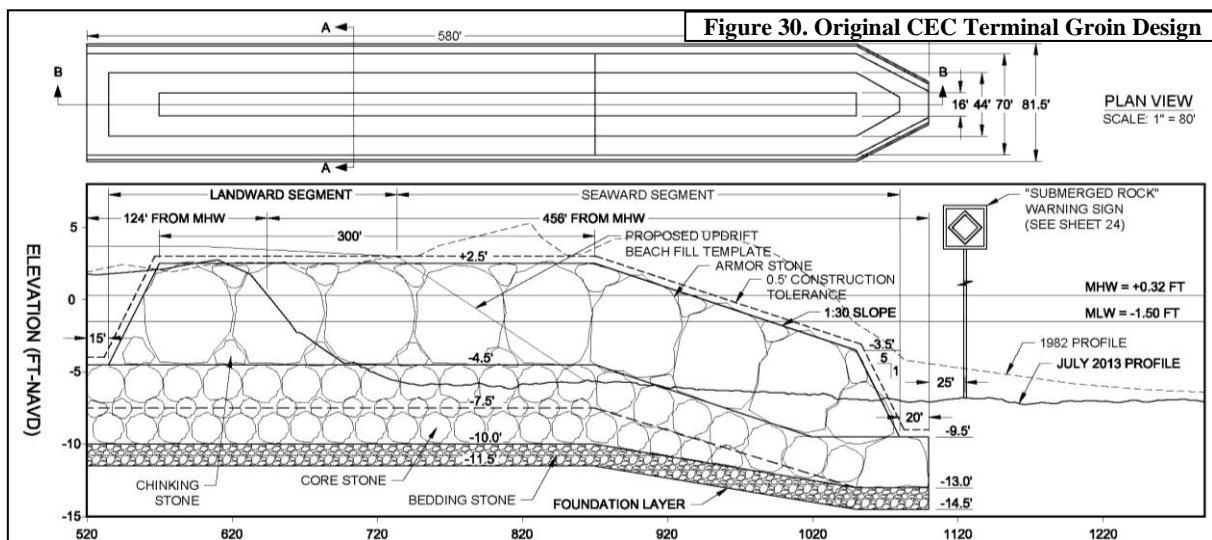 Figure 30. Original CEC Terminal Groin Design
A
580'
B
B
16'
44'
70'
81.5'
PLAN VIEW
SCALE: 1" = 80'
A
LANDWARD SEGMENT
SEAWARD SEGMENT
124' FROM MHW
456' FROM MHW
300'
"SUBMERGED ROCK"
WARNING SIGN
(SEE SHEET 24)
PROPOSED UPDRIFT
BEACH FILL TEMPLATE
ARMOR STONE
0.5' CONSTRUCTION
TOLERANCE
1:30 SLOPE
+2.5'
MHW = +0.32 FT
MLW = -1.50 FT
1982 PROFILE
JULY 2013 PROFILE
15'
-3.5'
5
1
25'
20'
-4.5'
-7.5'
-9.5'
-10.0'
-11.5'
-13.0'
-14.5'
CHINKING
STONE
CORE STONE
BEDDING STONE
FOUNDATION LAYER
ELEVATION (FT-NAVD)
5
0
-5
-10
-15
520
620
720
820
920
1020
1120
1220